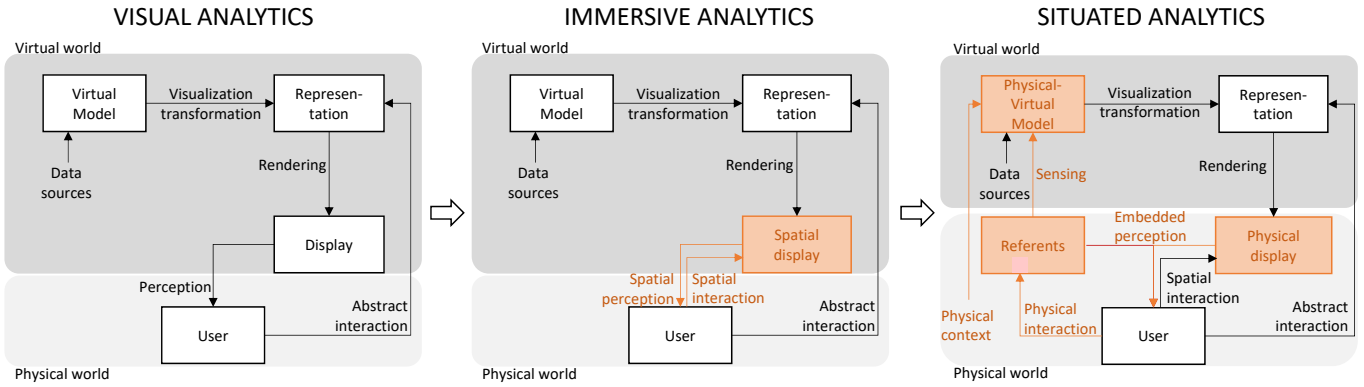 VISUAL ANALYTICS
Virtual world
Virtual
Model
Visualization
transformation
Represen-
tation
Data
sources
Rendering
Display
Perception
User
Abstract
interaction
Physical world
IMMERSIVE ANALYTICS
Virtual world
Virtual
Model
Visualization
transformation
Represen-
tation
Data
sources
Rendering
Spatial
display
Spatial
perception
Spatial
interaction
User
Abstract
interaction
Physical world
SITUATED ANALYTICS
Virtual world
Physical-
Virtual
Model
Visualization
transformation
Represen-
tation
Data
sources
Sensing
Rendering
Referents
Embedded
perception
Physical
display
Spatial
interaction
Physical
context
Physical
interaction
User
Abstract
interaction
Physical world